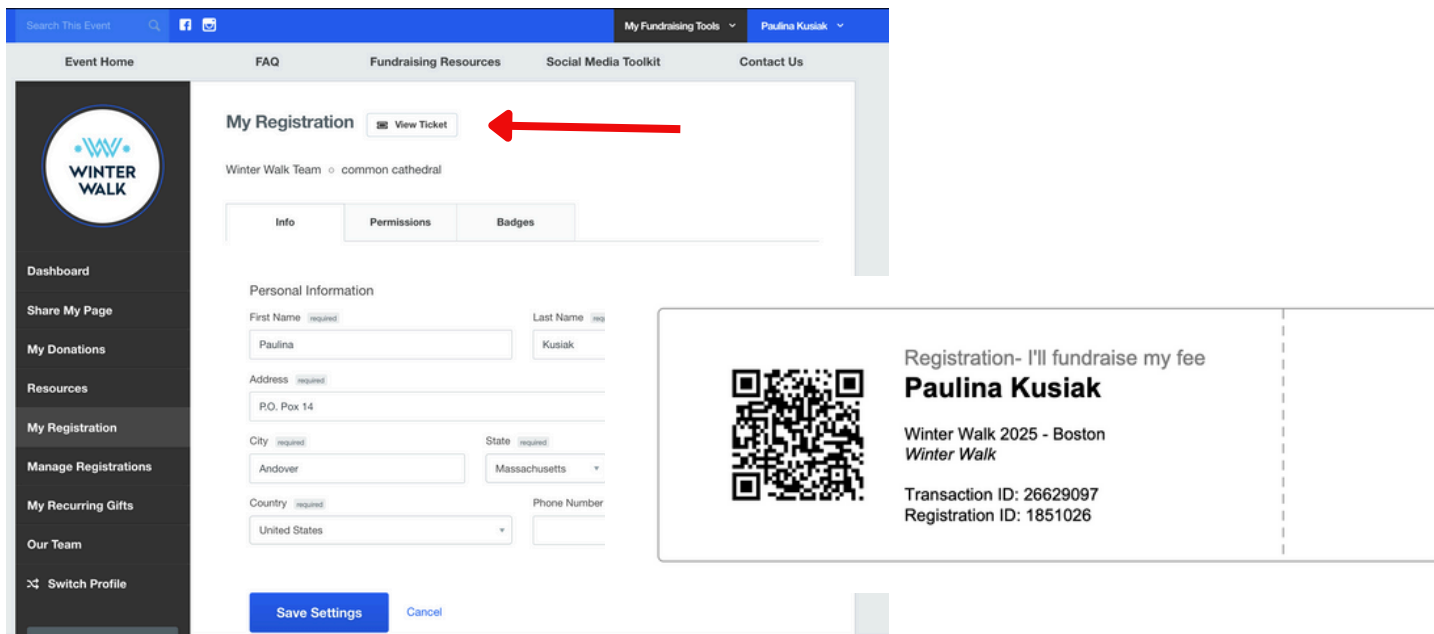 Search This Event
My Fundraising Tools
Paulina Kusiak
Event Home FAQ Fundraising Resources Social Media Toolkit Contact Us
WINTER
WALK
My Registration View Ticket
Winter Walk Team common cathedral
Info Permissions Badges
Dashboard
Share My Page
My Donations
Resources
My Registration
Manage Registrations
My Recurring Gifts
Our Team
Switch Profile
Personal Information
First Name required Last Name
Paulina Kusiak
Address required
P.O. Pox 14
City required State required
Andover Massachusetts
Country required Phone Number
United States
Save Settings Cancel
Registration- I'll fundraise my fee
Paulina Kusiak
Winter Walk 2025 - Boston
Winter Walk
Transaction ID: 26629097
Registration ID: 1851026